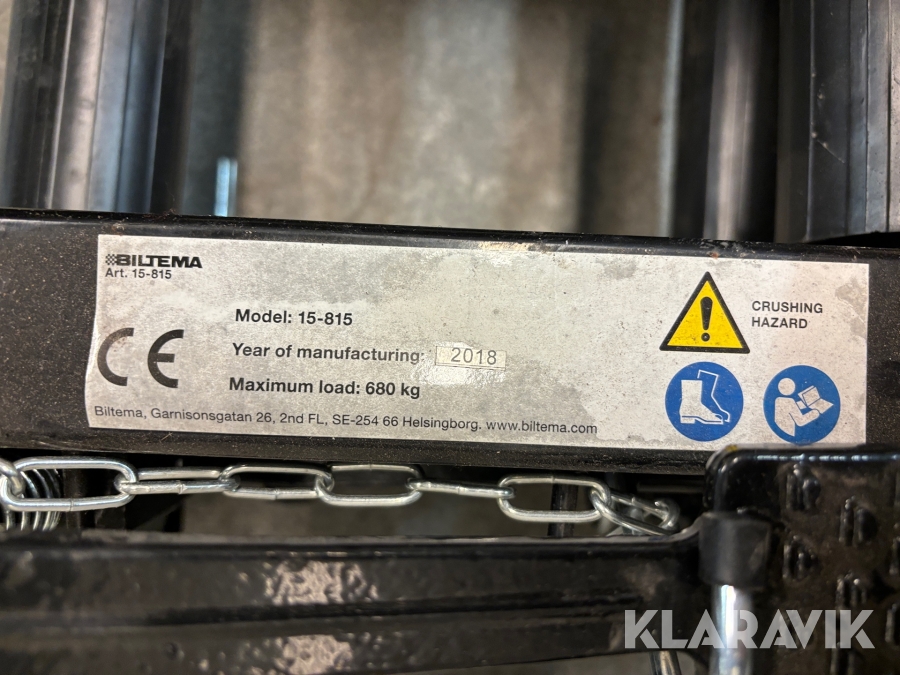 BILTEMA
Art. 15-815
Model: 15-815
Year of manufacturing: 2018
Maximum load: 680 kg
Biltema, Garnisonsgatan 26, 2nd FL, SE-254 66 Helsingborg. www.biltema.com
CE
CRUSHING
HAZARD
KLARAVIK